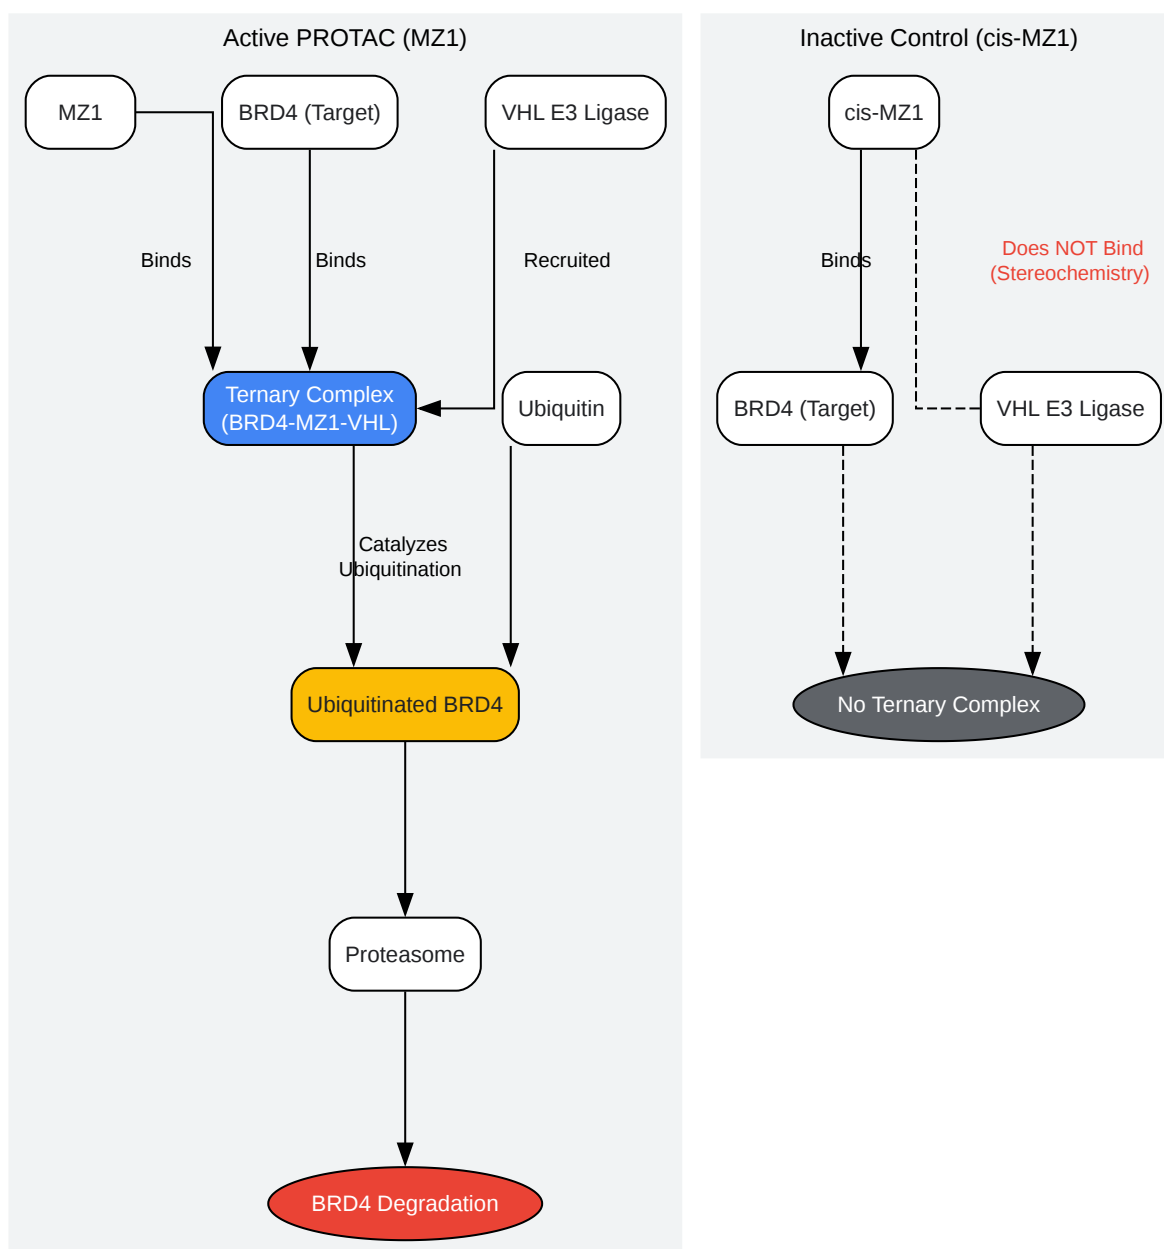 Active PROTAC (MZ1)
MZ1
BRD4 (Target)
VHL E3 Ligase
Binds
Binds
Recruited
Ternary Complex
(BRD4-MZ1-VHL)
Ubiquitin
Catalyzes
Ubiquitination
Ubiquitinated BRD4
Proteasome
BRD4 Degradation
Inactive Control (cis-MZ1)
cis-MZ1
Binds
Does NOT Bind
(Stereochemistry)
BRD4 (Target)
VHL E3 Ligase
No Ternary Complex